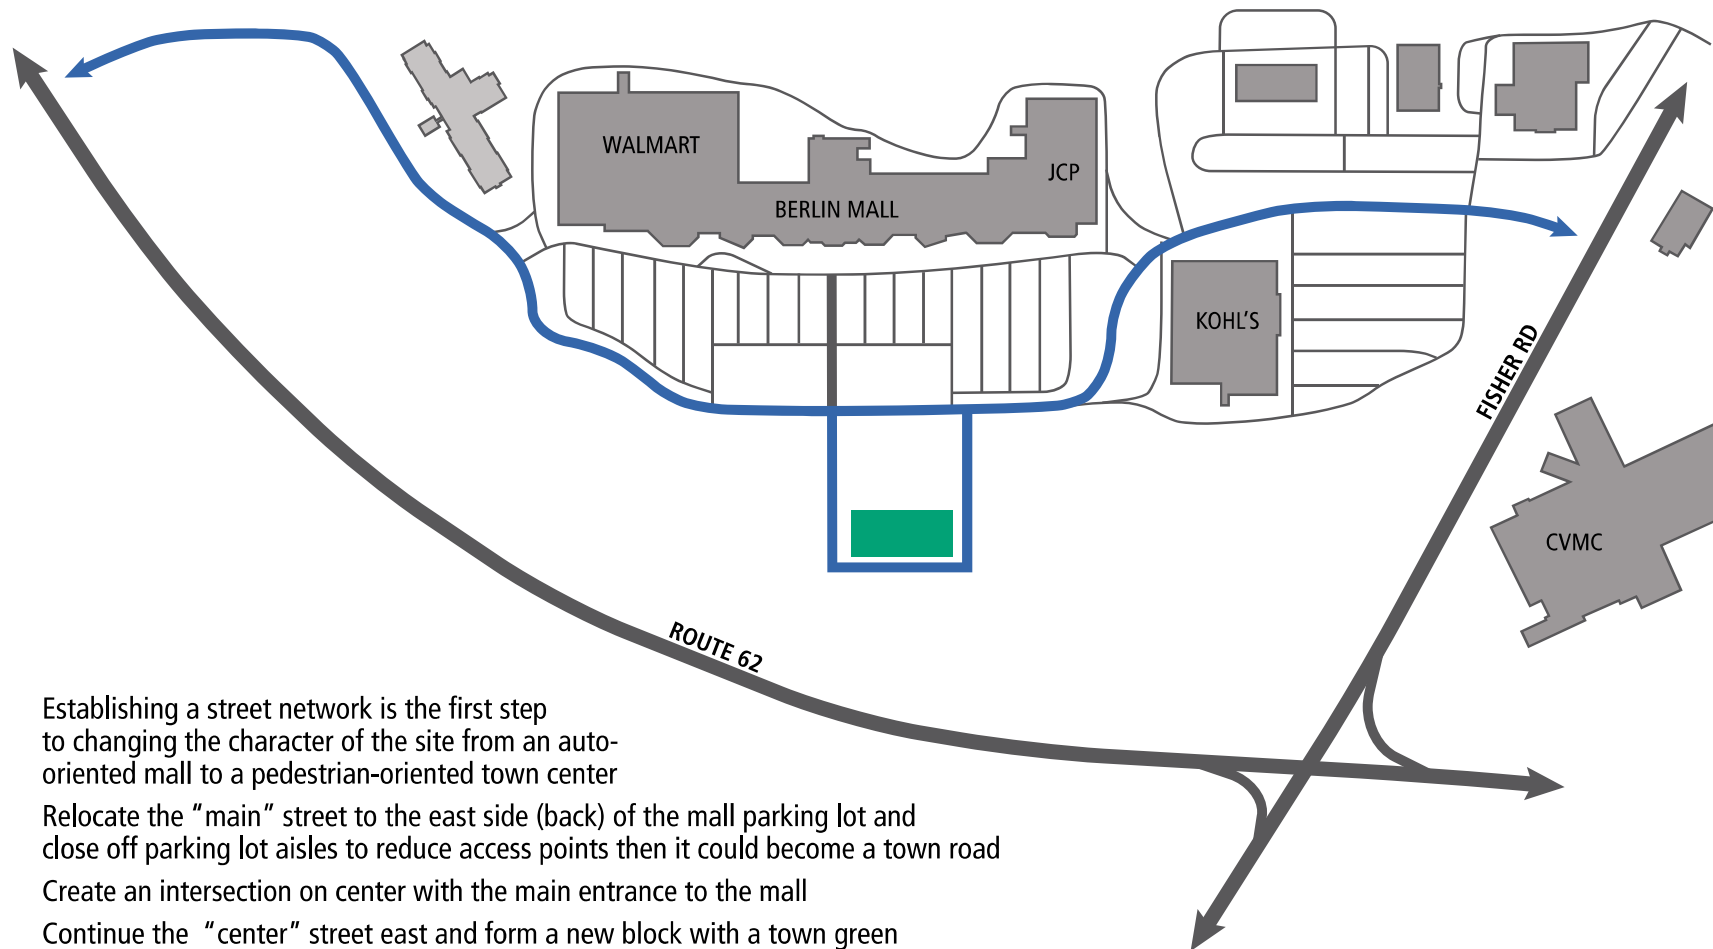 WALMART
JCP
BERLIN MALL
KOHL'S
FISHER RD
CVMC
ROUTE 62
Establishing a street network is the first step
to changing the character of the site from an auto-
oriented mall to a pedestrian-oriented town center
Relocate the "main" street to the east side (back) of the mall parking lot and
close off parking lot aisles to reduce access points then it could become a town road
Create an intersection on center with the main entrance to the mall
Continue the "center" street east and form a new block with a town green